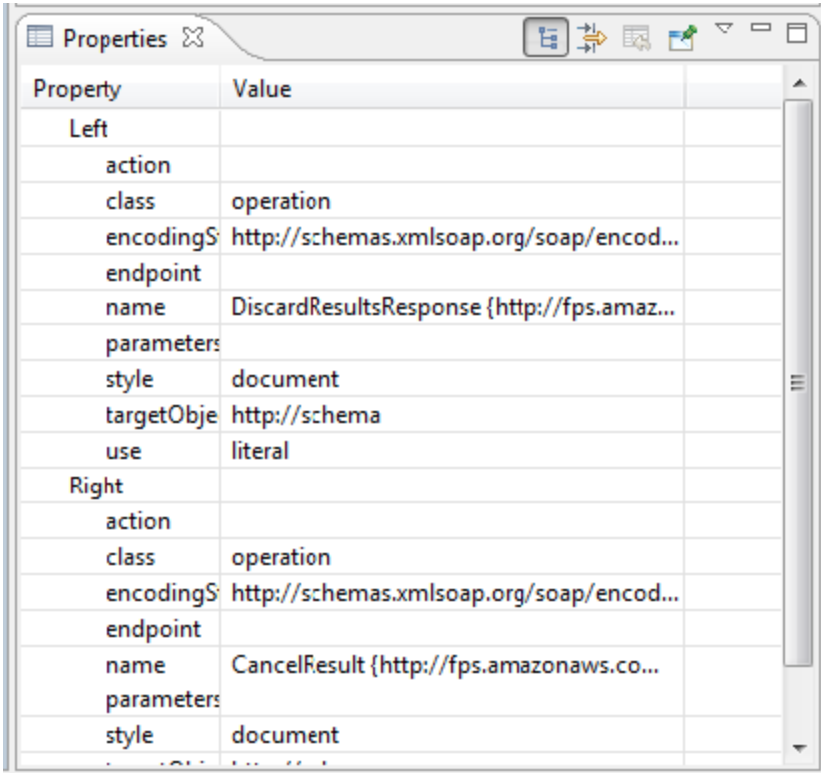 Properties
Property Value
Left
action
class operation
encodingS http://schemas.xmlsoap.org/soap/encod...
endpoint
name DiscardResultsResponse {http://fps.amaz...
parameters
style document
targetObje http://schema
use literal
Right
action
class operation
encodingS http://schemas.xmlsoap.org/soap/encod...
endpoint
name CancelResult {http://fps.amazonaws.co...
parameters
style document